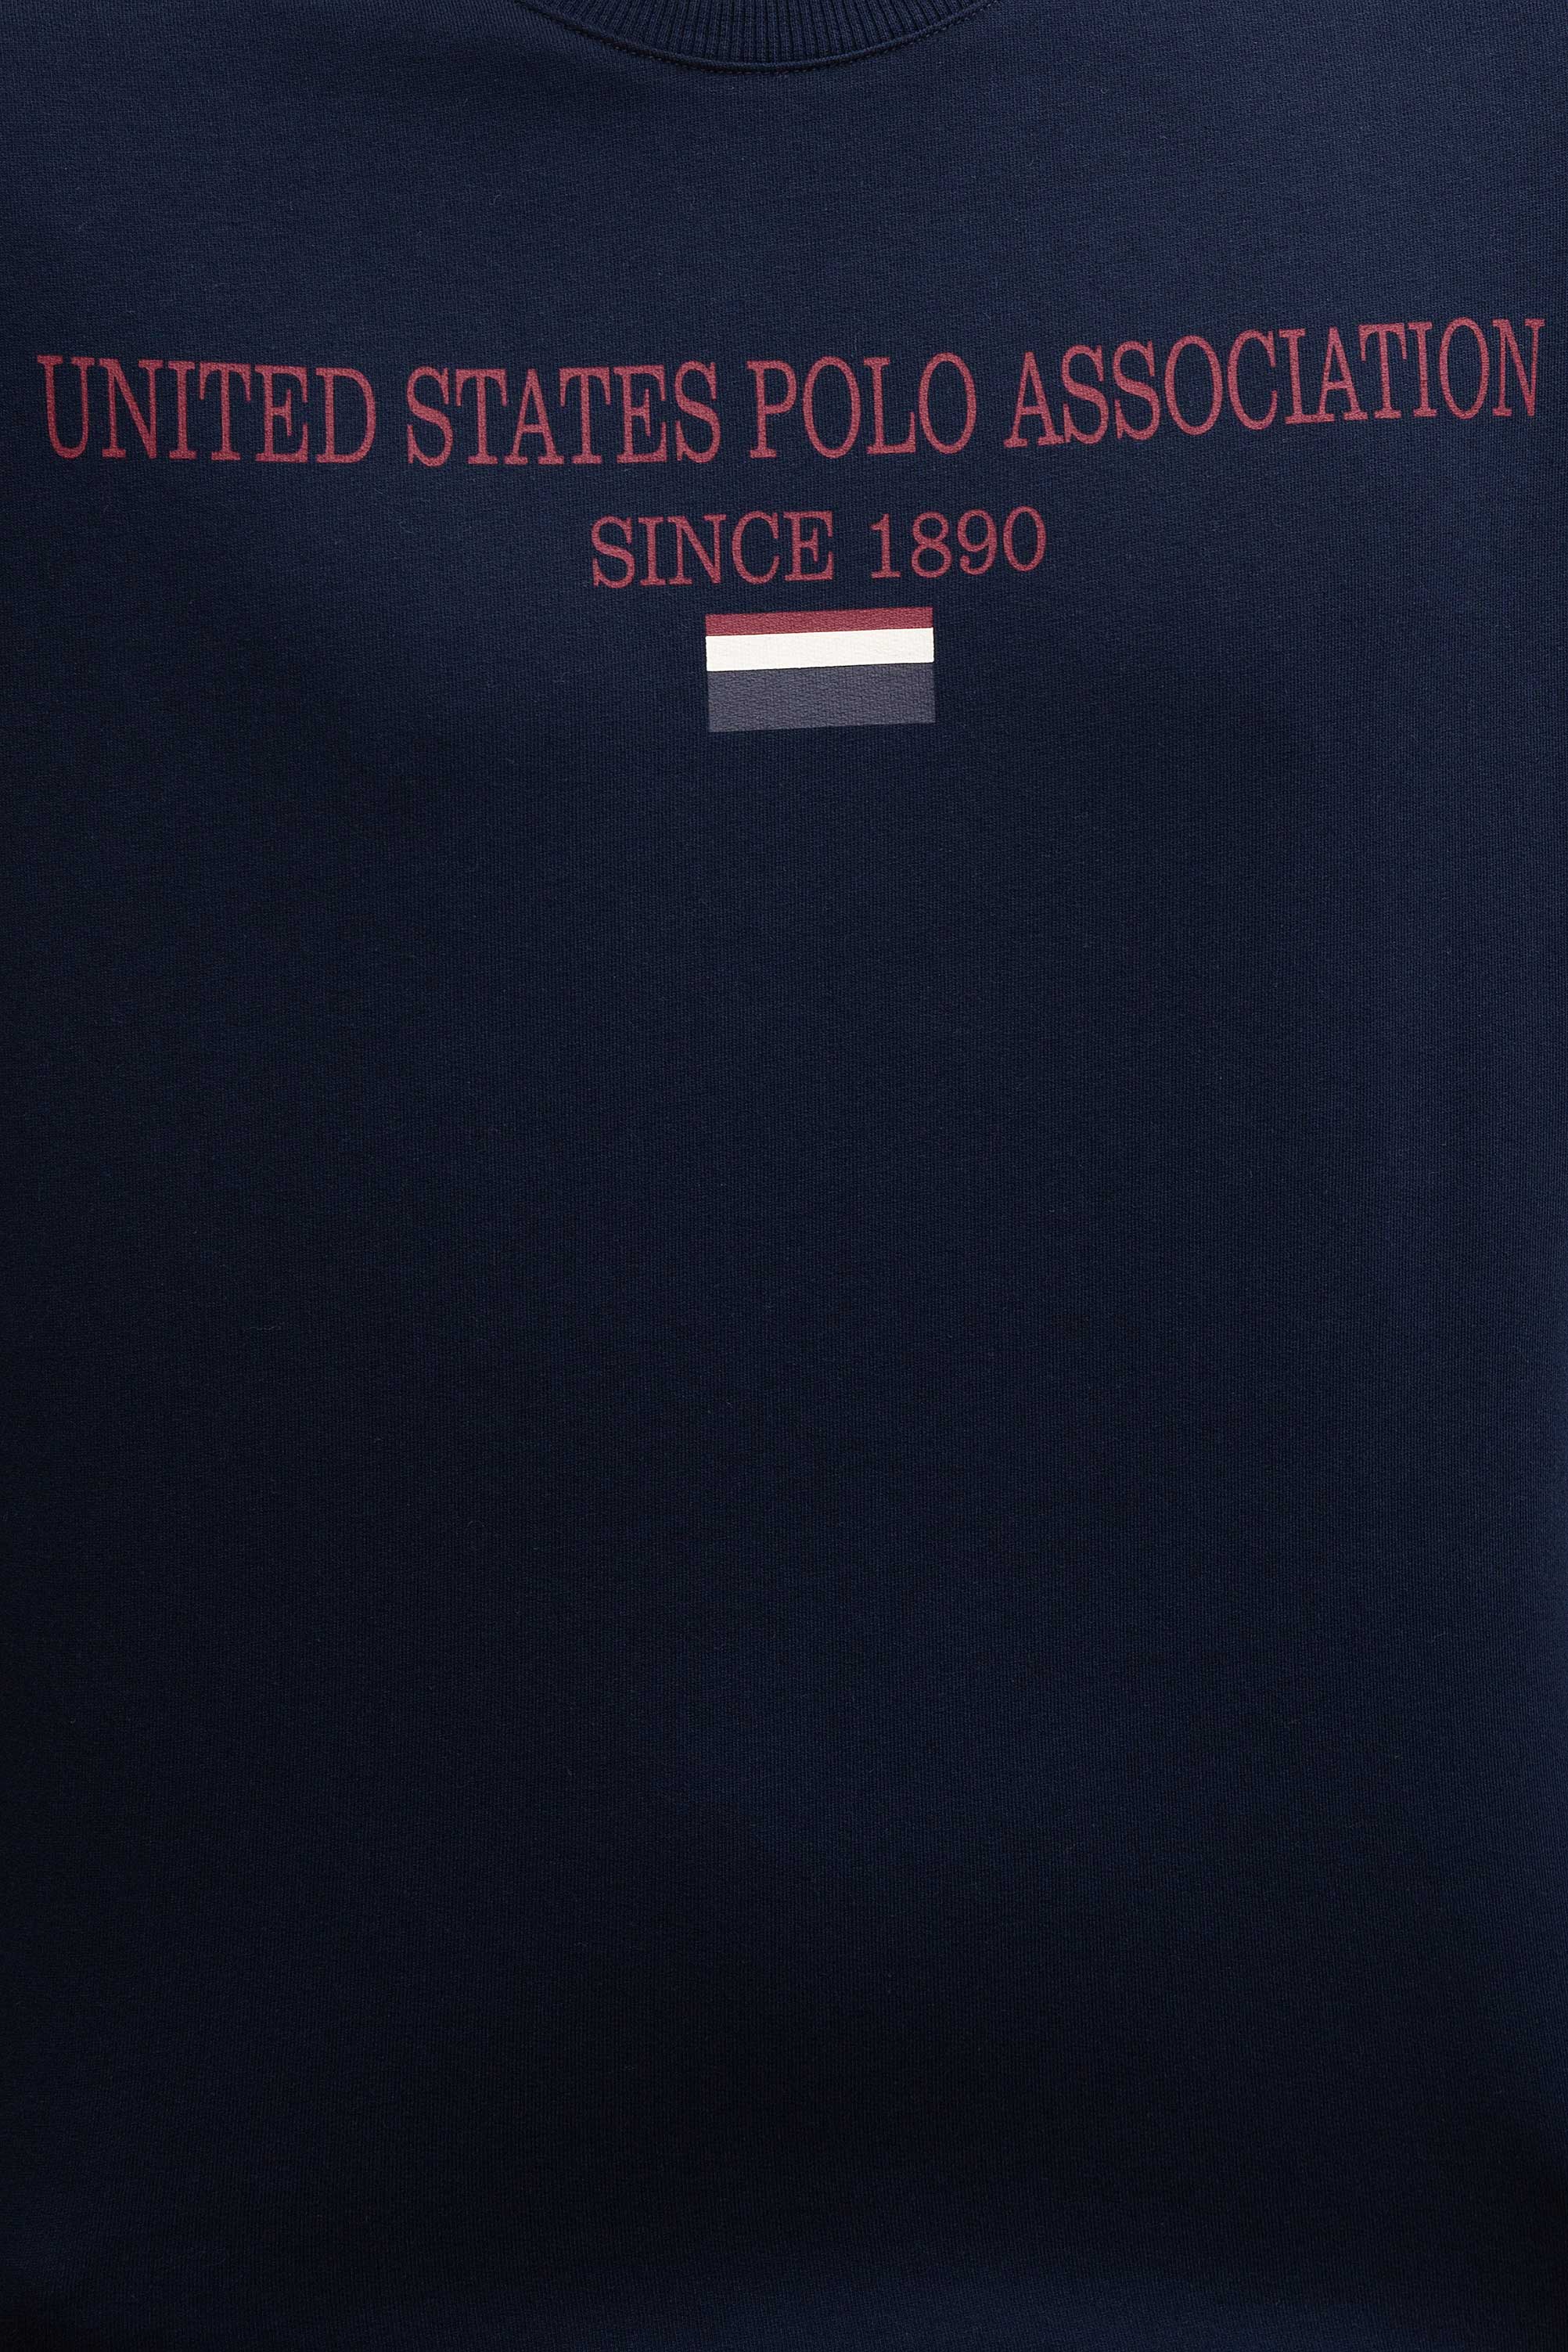 UNITED STATES POLO ASSOCIATION
SINCE 1890